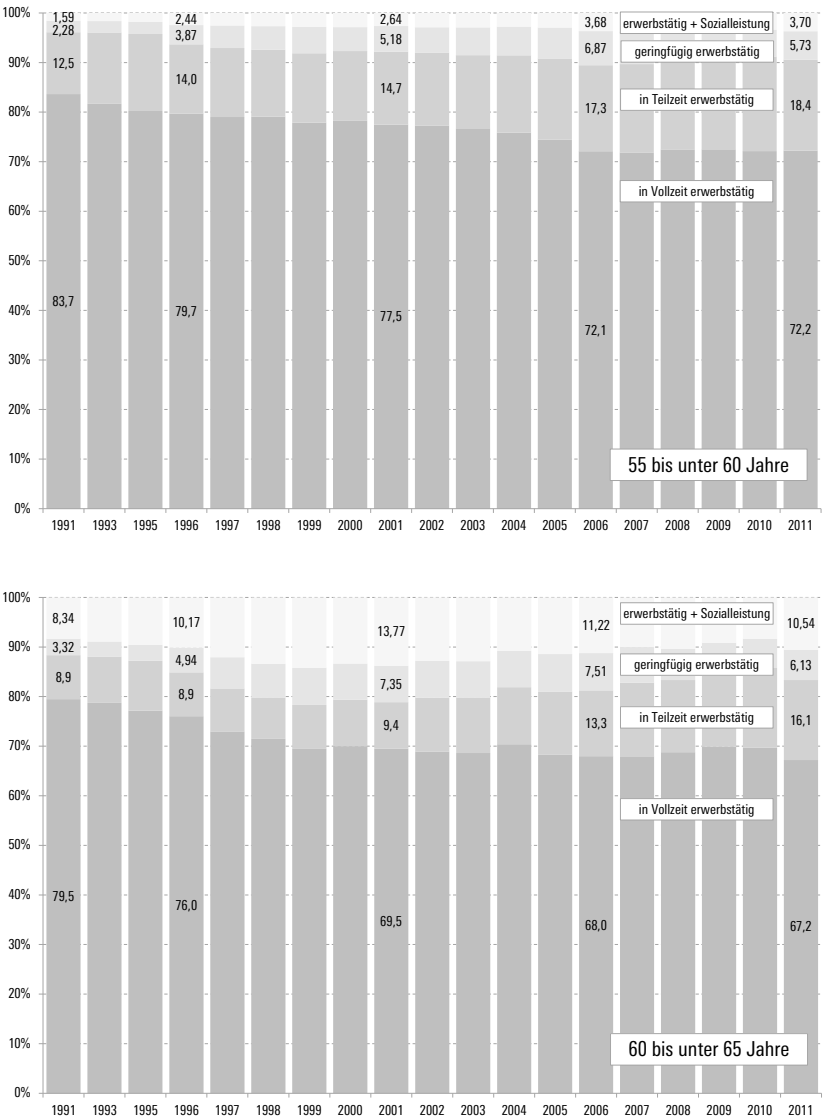 100%
1,59 2,44 2,64 3,68 erwerbstätig + Sozialleistung 3,70
2,28 3,87 5,18 6,87 geringfügig erwerbstätig 5,73
90%
12,5 14,0 14,7 17,3 in Teilzeit erwerbstätig 18,4
80%
70%
in Vollzeit erwerbstätig
60%
50%
83,7 79,7 77,5 72,1 72,2
40%
30%
20%
10%
55 bis unter 60 Jahre
0%
1991 1993 1995 1996 1997 1998 1999 2000 2001 2002 2003 2004 2005 2006 2007 2008 2009 2010 2011
100%
8,34 10,17 13,77 11,22 erwerbstätig + Sozialleistung 10,54
90%
3,32 4,94 7,35 7,51 geringfügig erwerbstätig 6,13
8,9 8,9 9,4 13,3 in Teilzeit erwerbstätig 16,1
80%
70%
60%
in Vollzeit erwerbstätig
50%
40%
79,5 76,0 69,5 68,0 67,2
30%
20%
10%
60 bis unter 65 Jahre
0%
1991 1993 1995 1996 1997 1998 1999 2000 2001 2002 2003 2004 2005 2006 2007 2008 2009 2010 2011